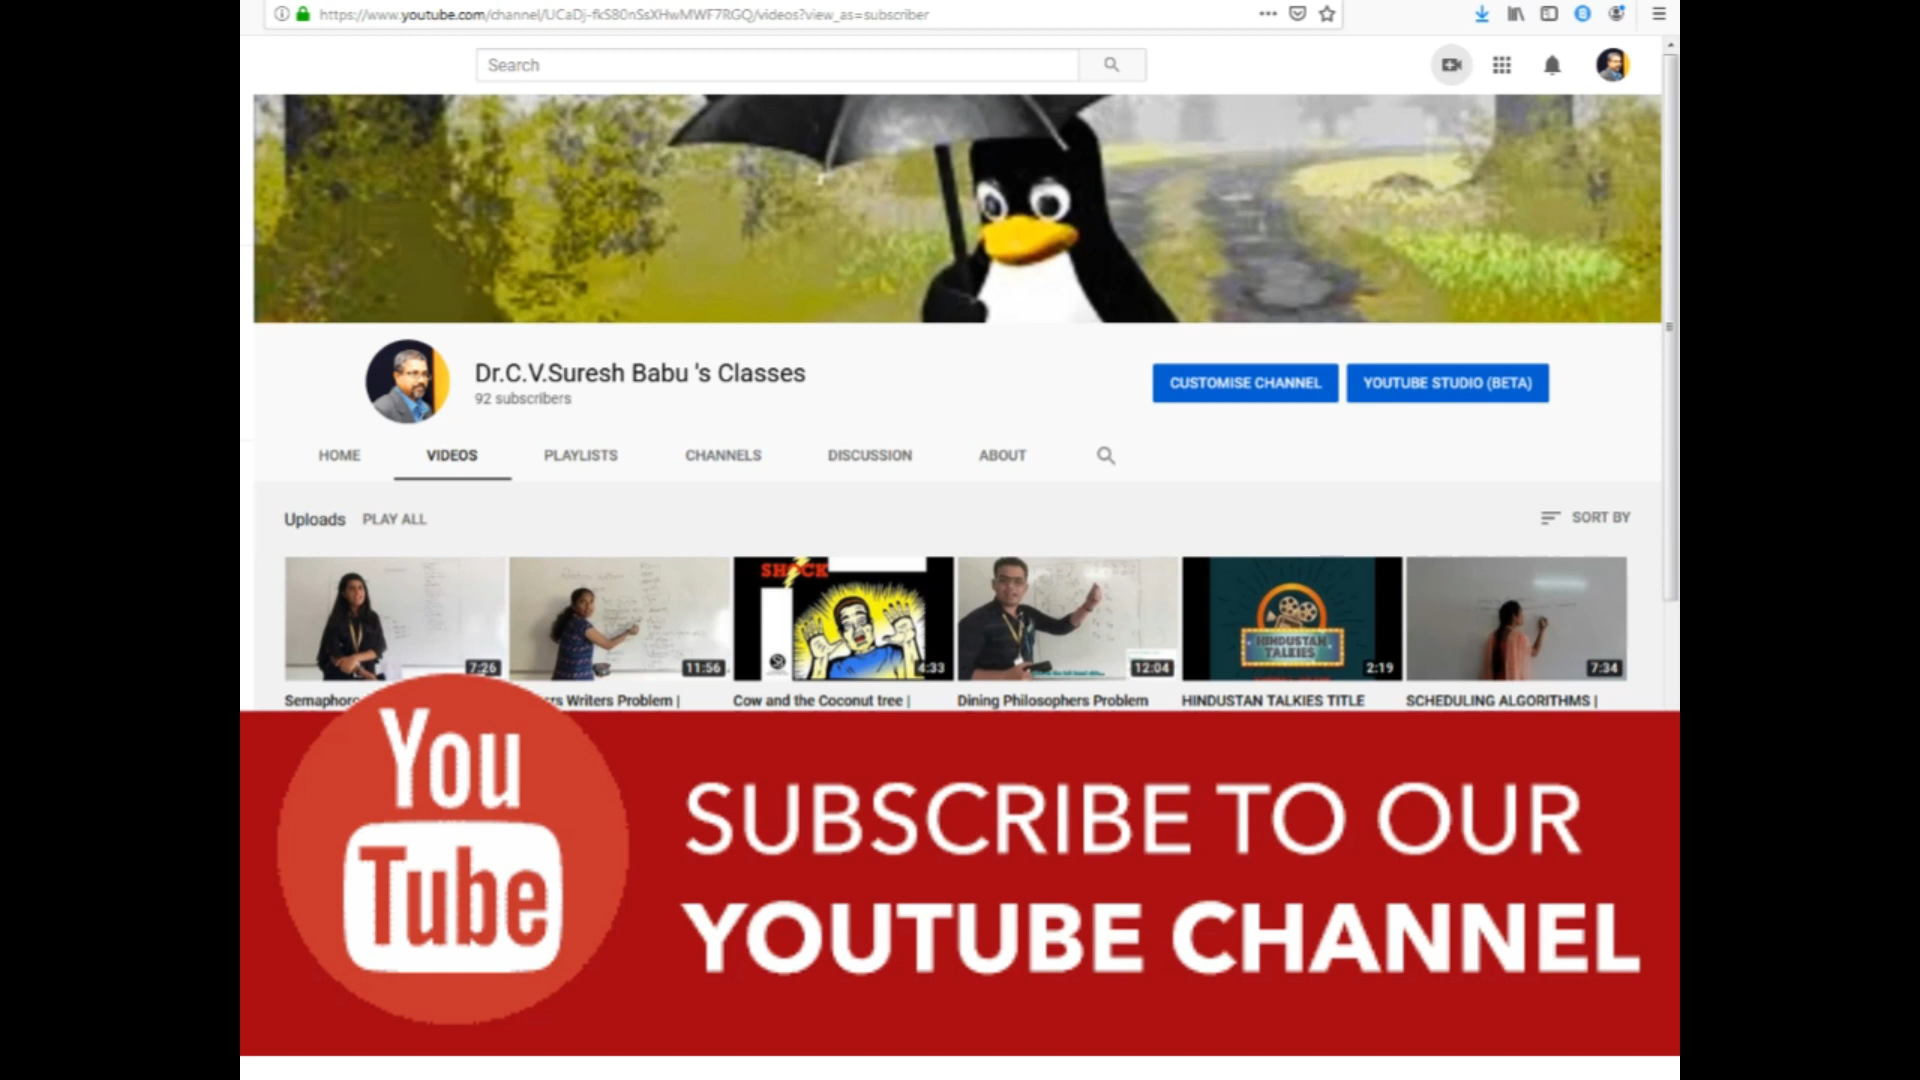 https://www.youtube.com/channel/UCaDj-fkS80nSsXHwMWF7RGQ/videos?view_as=subscriber
Search
Dr.C.V.Suresh Babu 's Classes
92 subscribers
CUSTOMISE CHANNEL
YOUTUBE STUDIO (BETA)
HOME
VIDEOS
PLAYLISTS
CHANNELS
DISCUSSION
ABOUT
Uploads
PLAY ALL
SORT BY
7:26
11:56
SHOCK
4:33
12:04
HINDUSTAN
TALKIES
2:19
7:34
Writers Problem |
Cow and the Coconut tree |
Dining Philosophers Problem
HINDUSTAN TALKIES TITLE
SCHEDULING ALGORITHMS |
You
Tube
SUBSCRIBE TO OUR
YOUTUBE CHANNEL